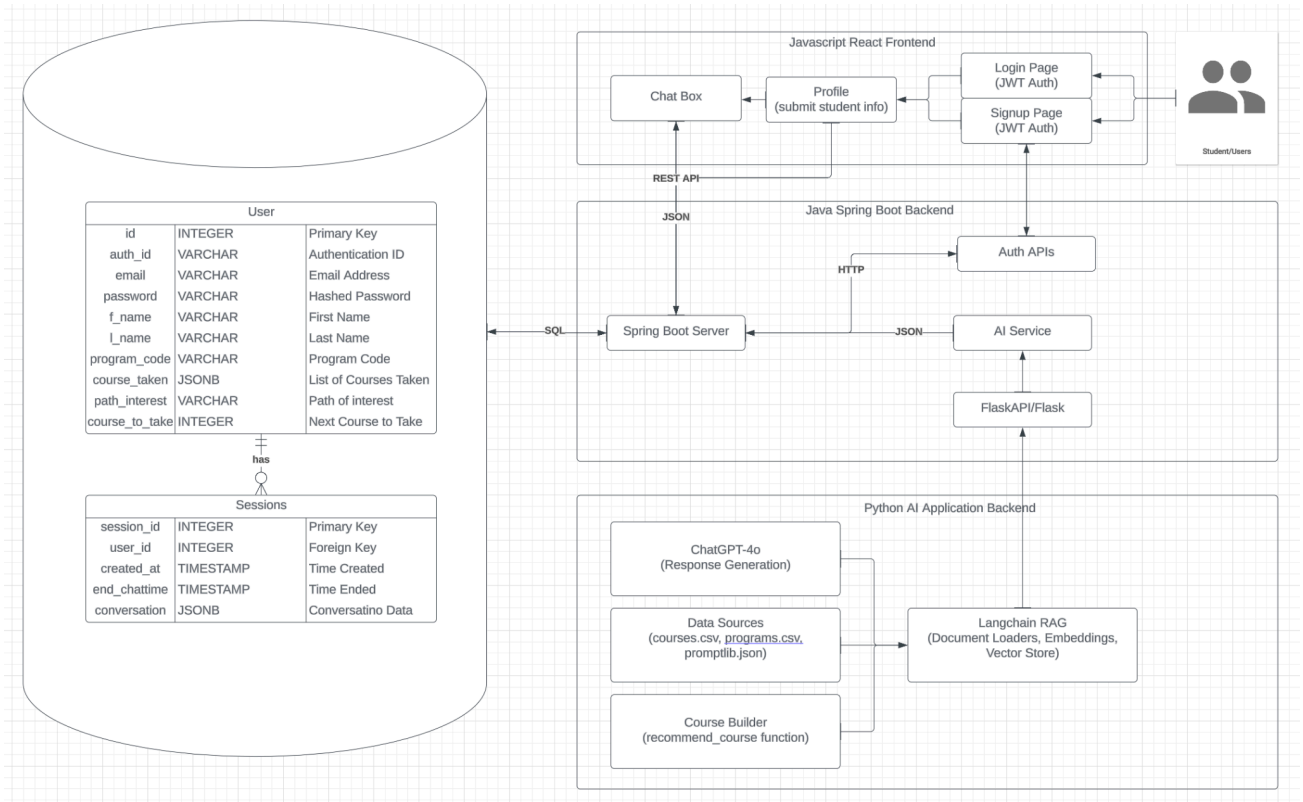 User
id INTEGER Primary Key
auth_id VARCHAR Authentication ID
email VARCHAR Email Address
password VARCHAR Hashed Password
f_name VARCHAR First Name
l_name VARCHAR Last Name
program_code VARCHAR Program Code
course_taken JSONB List of Courses Taken
path_interest VARCHAR Path of interest
course_to_take INTEGER Next Course to Take
has
Sessions
session_id INTEGER Primary Key
user_id INTEGER Foreign Key
created_at TIMESTAMP Time Created
end_chattime TIMESTAMP Time Ended
conversation JSONB Conversatino Data
SQL
Javascript React Frontend
Chat Box
Profile
(submit student info)
Login Page
(JWT Auth)
Signup Page
(JWT Auth)
Student/Users
REST API
JSON
Java Spring Boot Backend
Auth APIs
HTTP
Spring Boot Server
JSON
AI Service
FlaskAPI/Flask
Python AI Application Backend
ChatGPT-4o
(Response Generation)
Data Sources
(courses.csv, programs.csv,
promptlib.json)
Course Builder
(recommend_course function)
Langchain RAG
(Document Loaders, Embeddings,
Vector Store)